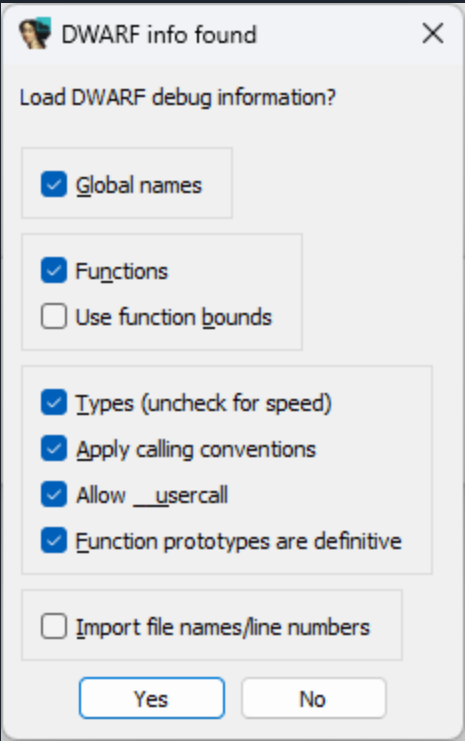 DWARF info found
Load DWARF debug information?
Global names
Functions
Use function bounds
Types (uncheck for speed)
Apply calling conventions
Allow __usercall
Function prototypes are definitive
Import file names/line numbers
Yes No